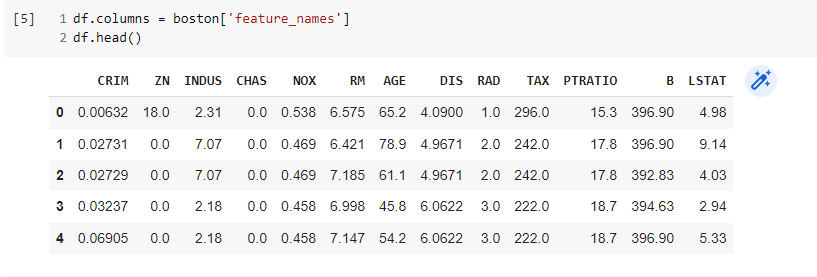 [5] 1 df.columns = boston['feature_names']
2 df.head()
CRIM ZN INDUS CHAS NOX RM AGE DIS RAD TAX PTRATIO B LSTAT
0 0.00632 18.0 2.31 0.0 0.538 6.575 65.2 4.0900 1.0 296.0 15.3 396.90 4.98
1 0.02731 0.0 7.07 0.0 0.469 6.421 78.9 4.9671 2.0 242.0 17.8 396.90 9.14
2 0.02729 0.0 7.07 0.0 0.469 7.185 61.1 4.9671 2.0 242.0 17.8 392.83 4.03
3 0.03237 0.0 2.18 0.0 0.458 6.998 45.8 6.0622 3.0 222.0 18.7 394.63 2.94
4 0.06905 0.0 2.18 0.0 0.458 7.147 54.2 6.0622 3.0 222.0 18.7 396.90 5.33